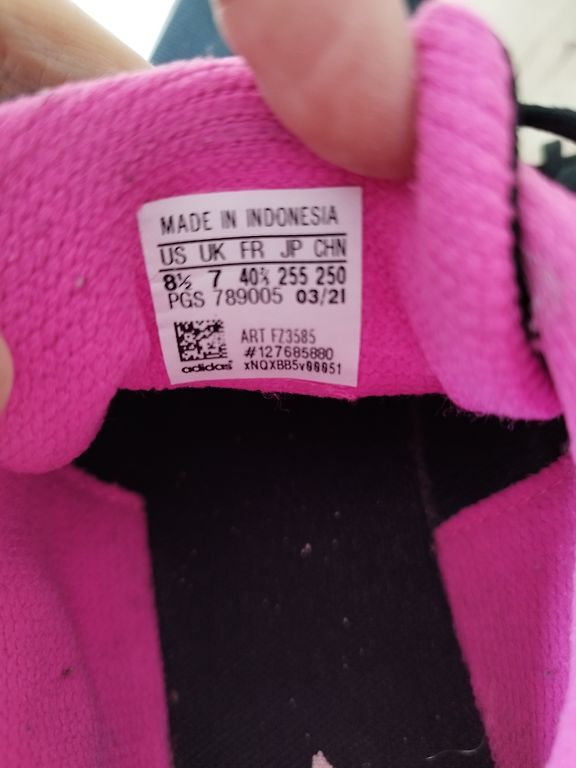 MADE IN INDONESIA
US UK FR JP CHN
8½ 7 40⅔ 255 250
PGS 789005 03/21
ART FZ3585
#127685880
adidas xNQXBB5v00051